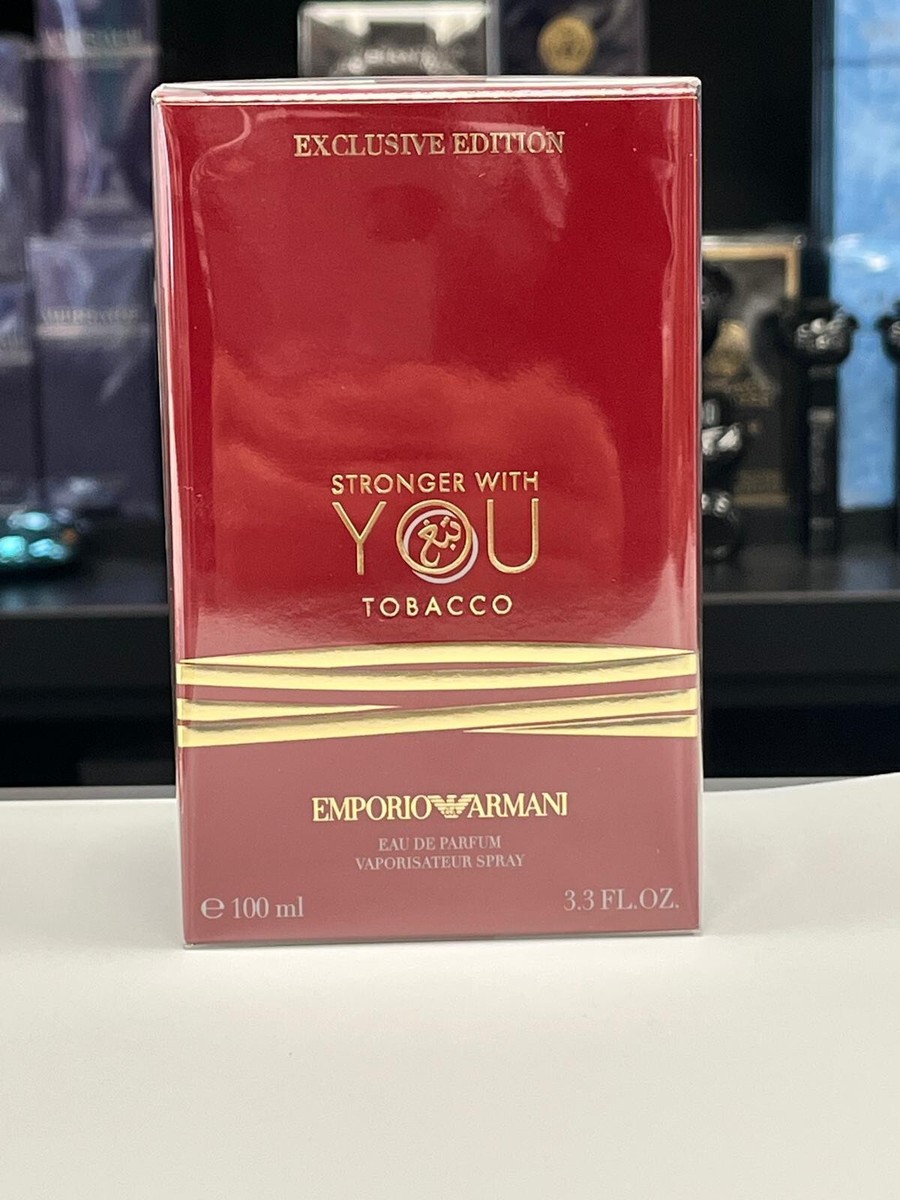 EXCLUSIVE EDITION
STRONGER WITH
YOU
تبغ
TOBACCO
EMPORIO ARMANI
EAU DE PARFUM
VAPORISATEUR SPRAY
℮ 100 ml
3.3 FL.OZ.